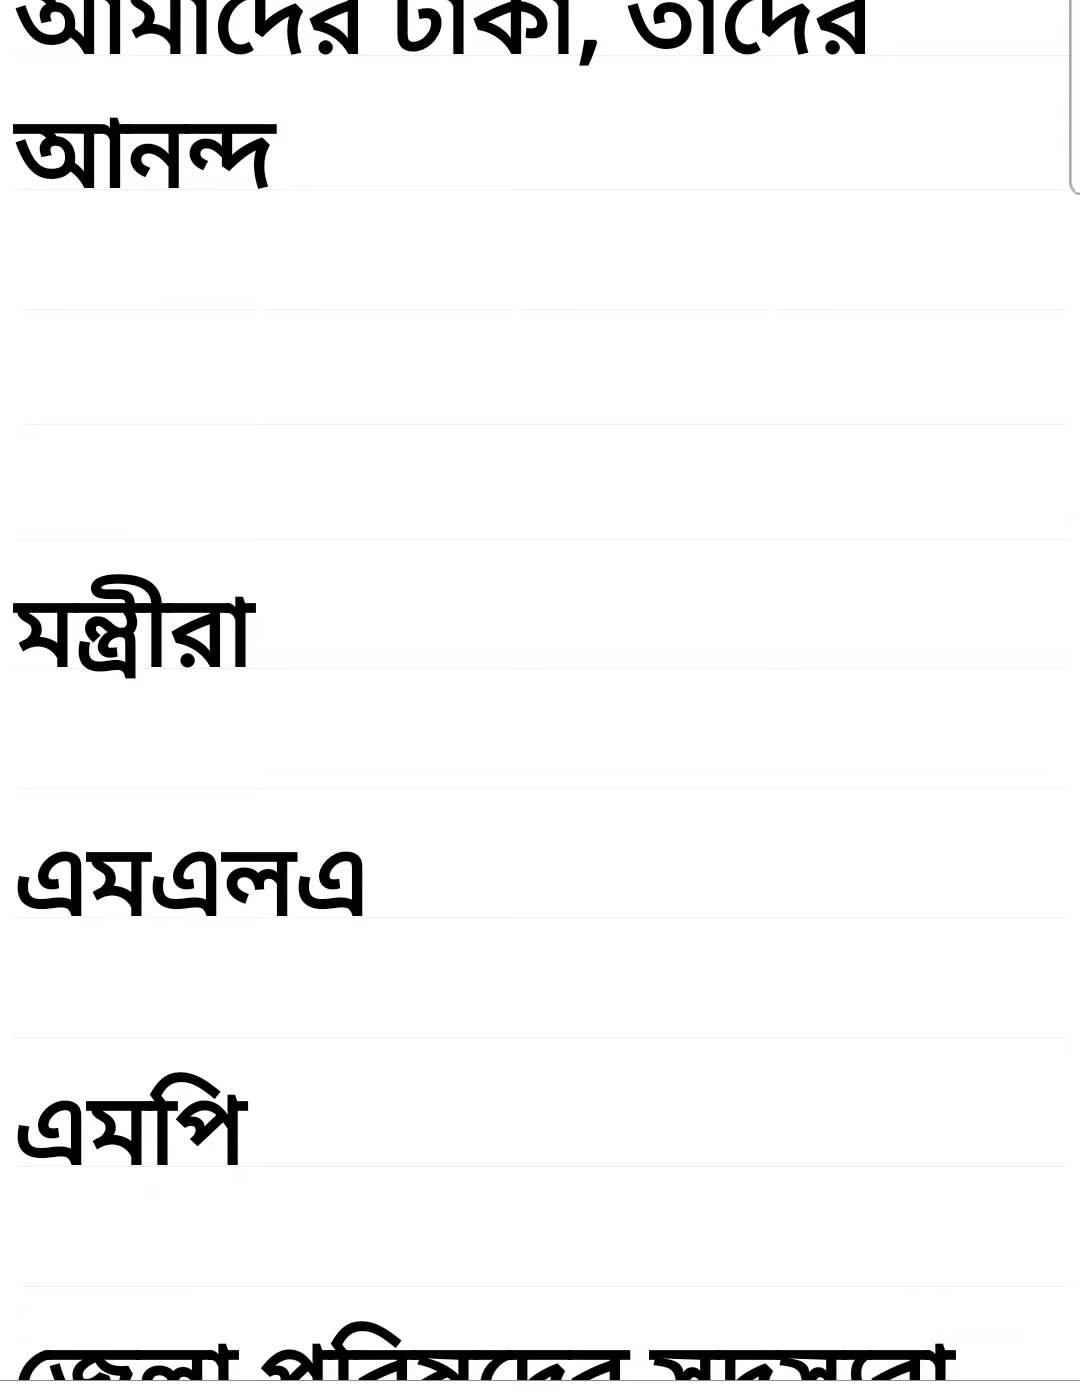 আমাদের টাকা, তাদের
আনন্দ
মন্ত্রীরা
এমএলএ
এমপি
জেলা পরিষদের সদস্যরা